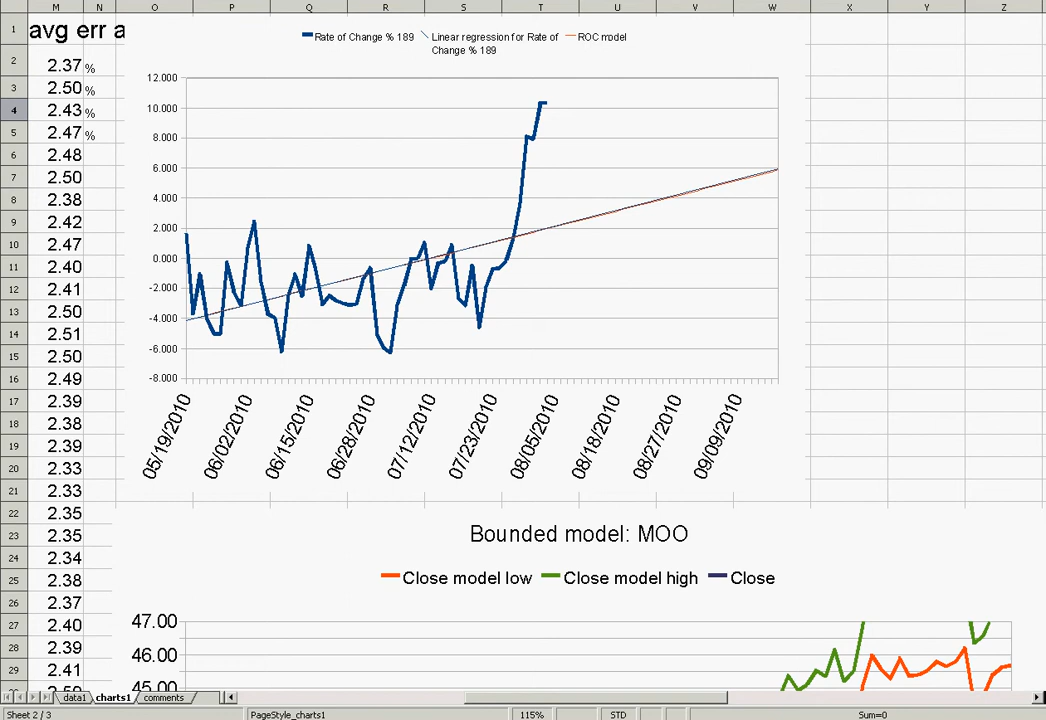 M N O P Q R S T U V W X Y Z
1 avg err a
2 2.37 %
3 2.50 %
4 2.43 %
5 2.47 %
6 2.48
7 2.50
8 2.38
9 2.42
10 2.47
11 2.40
12 2.41
13 2.50
14 2.51
15 2.50
16 2.49
17 2.39
18 2.38
19 2.39
20 2.33
21 2.33
22 2.35
23 2.35
24 2.34
25 2.38
26 2.37
27 2.40
28 2.39
29 2.41
Rate of Change % 189 Linear regression for Rate of ROC model
Change % 189
12.000
10.000
8.000
6.000
4.000
2.000
0.000
-2.000
-4.000
-6.000
-8.000
05/19/2010 06/02/2010 06/15/2010 06/28/2010 07/12/2010 07/23/2010 08/05/2010 08/18/2010 08/27/2010 09/09/2010
Bounded model: MOO
Close model low Close model high Close
47.00
46.00
45.00
data1 charts1 comments
Sheet 2 / 3 PageStyle_charts1 115% STD Sum=0